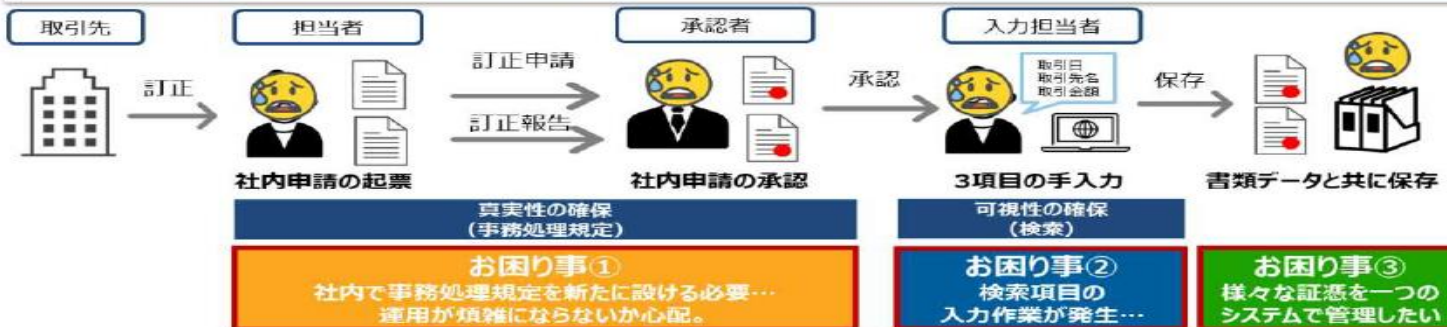 取引先
担当者
承認者
入力担当者
訂正
訂正申請
訂正報告
承認
取引日
取引先名
取引金額
保存
社内申請の起票
社内申請の承認
3項目の手入力
書類データと共に保存
真実性の確保
(事務処理規定)
可視性の確保
(検索)
お困り事①
社内で事務処理規定を新たに設ける必要…
運用が煩雑にならないか心配。
お困り事②
検索項目の
入力作業が発生…
お困り事③
様々な証憑を一つの
システムで管理したい